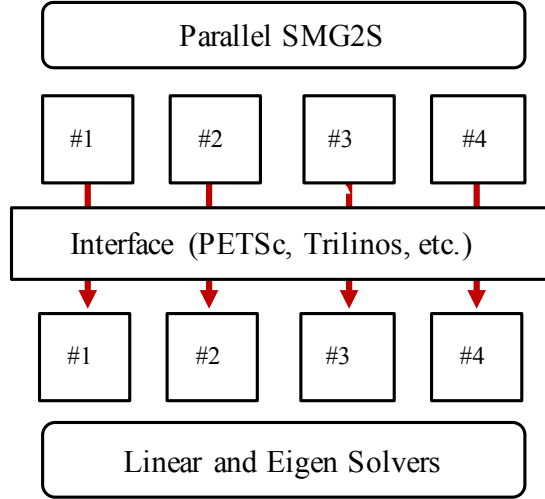 Parallel SMG2S
#1 #2 #3 #4
Interface (PETSc, Trilinos, etc.)
#1 #2 #3 #4
Linear and Eigen Solvers